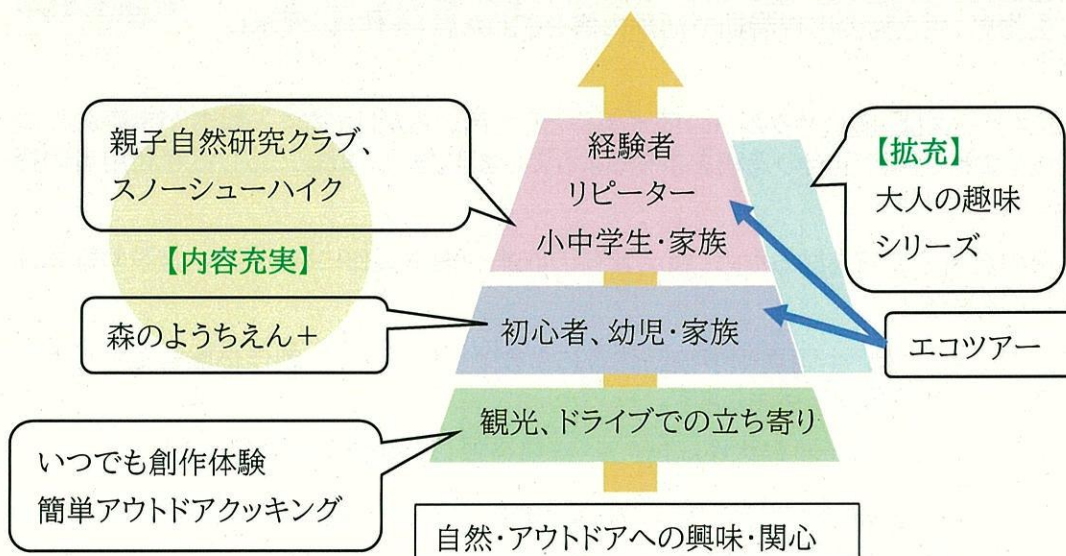 親子自然研究クラブ、
スノーシューハイク
【内容充実】
森のようちえん＋
いつでも創作体験
簡単アウトドアクッキング
経験者
リピーター
小中学生・家族
初心者、幼児・家族
観光、ドライブでの立ち寄り
自然・アウトドアへの興味・関心
【拡充】
大人の趣味
シリーズ
エコツアー